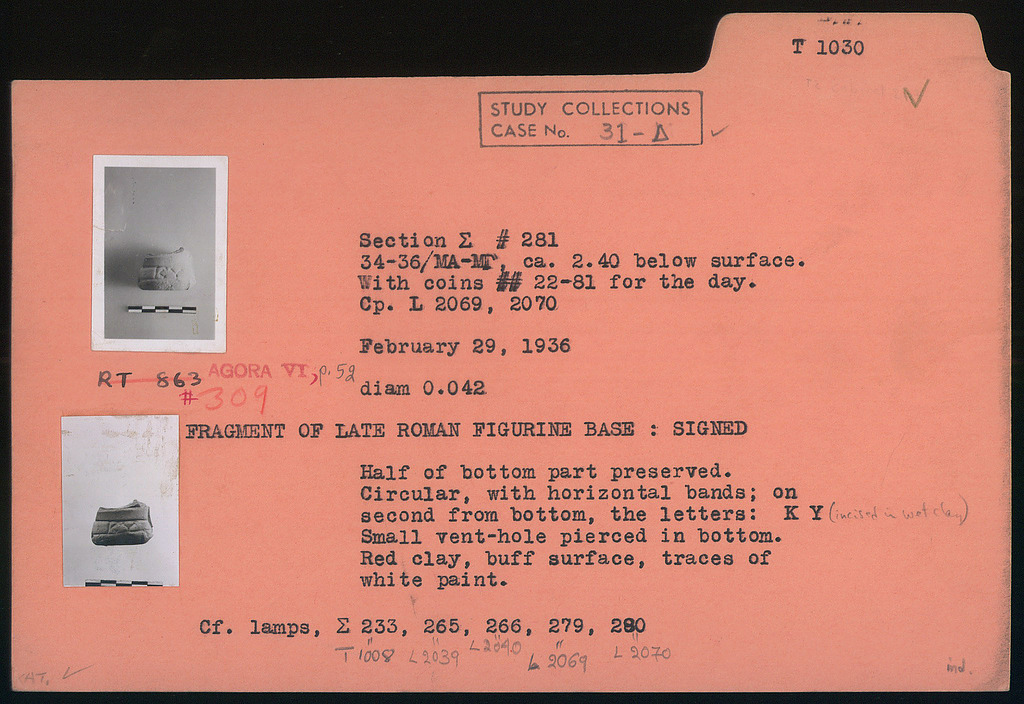 T 1030
STUDY COLLECTIONS
CASE No. 31-Δ
Section Σ # 281
34-36/ΜΑ-ΜΓ, ca. 2.40 below surface.
With coins ## 22-81 for the day.
Cp. L 2069, 2070
February 29, 1936
RT 863 AGORA VI, p. 52
#309
diam 0.042
FRAGMENT OF LATE ROMAN FIGURINE BASE : SIGNED
Half of bottom part preserved.
Circular, with horizontal bands; on
second from bottom, the letters: K Y (incised in wet clay)
Small vent-hole pierced in bottom.
Red clay, buff surface, traces of
white paint.
Cf. lamps, Σ 233, 265, 266, 279, 280
T 1008 L 2039 L 2040 L 2069 L 2070
ind.